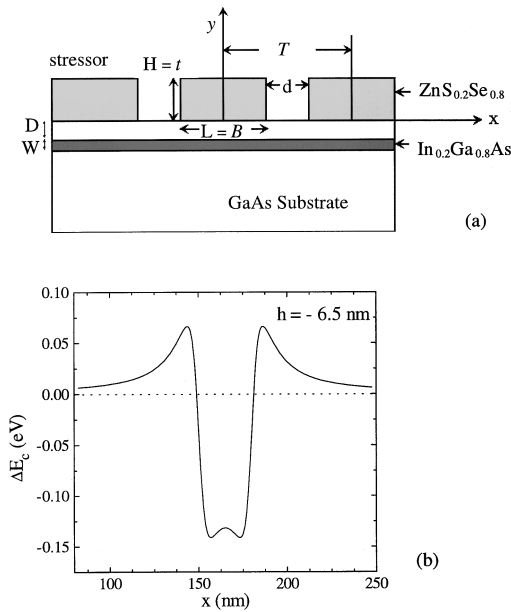 y
T
stressor
H = t
d
ZnS0.2Se0.8
D
x
L = B
W
In0.2Ga0.8As
GaAs Substrate
(a)
0.10
h = - 6.5 nm
0.05
0.00
-0.05
-0.10
-0.15
ΔEc (eV)
100 150 200 250
x (nm)
(b)